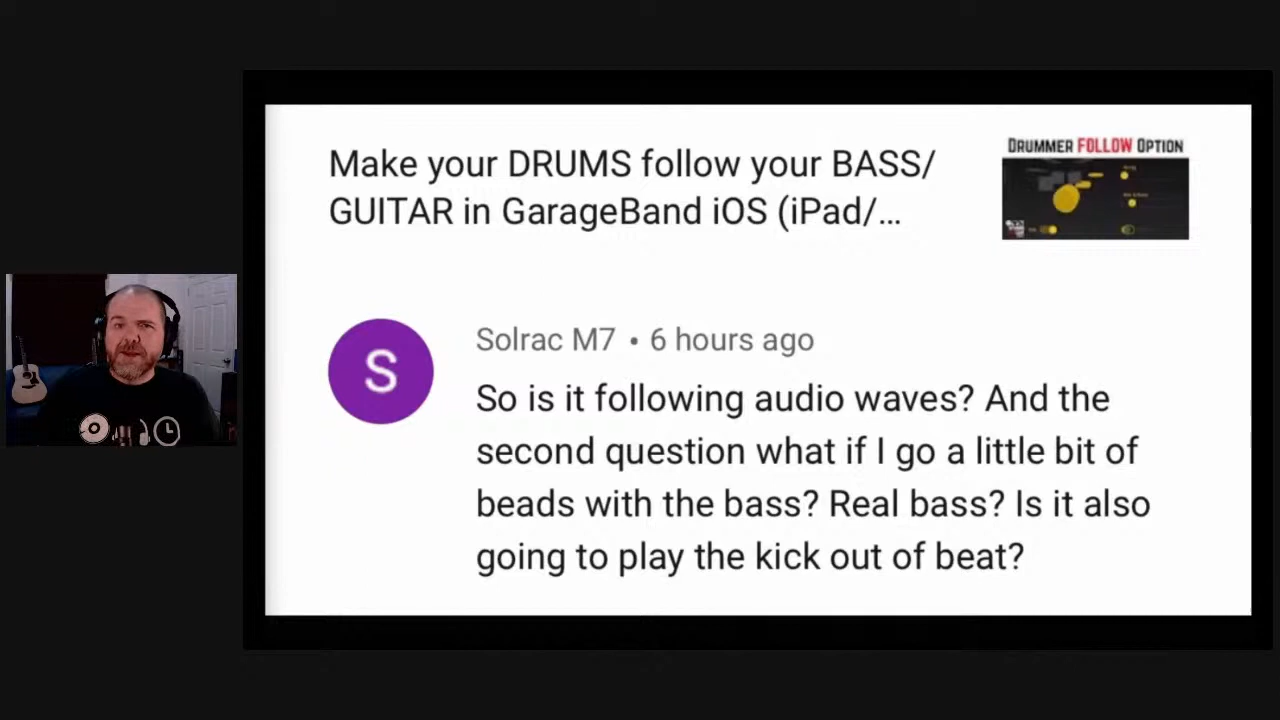 Make your DRUMS follow your BASS/
GUITAR in GarageBand iOS (iPad/…
DRUMMER FOLLOW OPTION
S
Solrac M7 • 6 hours ago
So is it following audio waves? And the
second question what if I go a little bit of
beads with the bass? Real bass? Is it also
going to play the kick out of beat?